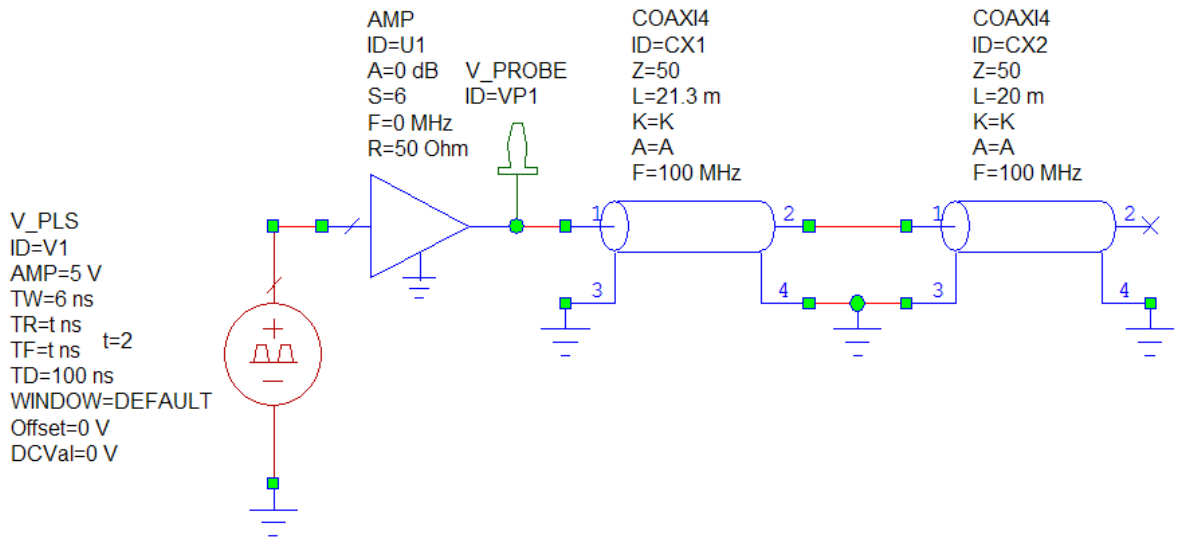 AMP
ID=U1
A=0 dB
S=6
F=0 MHz
R=50 Ohm
V_PROBE
ID=VP1
COAXI4
ID=CX1
Z=50
L=21.3 m
K=K
A=A
F=100 MHz
1
2
3
4
COAXI4
ID=CX2
Z=50
L=20 m
K=K
A=A
F=100 MHz
1
2
3
4
V_PLS
ID=V1
AMP=5 V
TW=6 ns
TR=t ns
TF=t ns
t=2
TD=100 ns
WINDOW=DEFAULT
Offset=0 V
DCVal=0 V